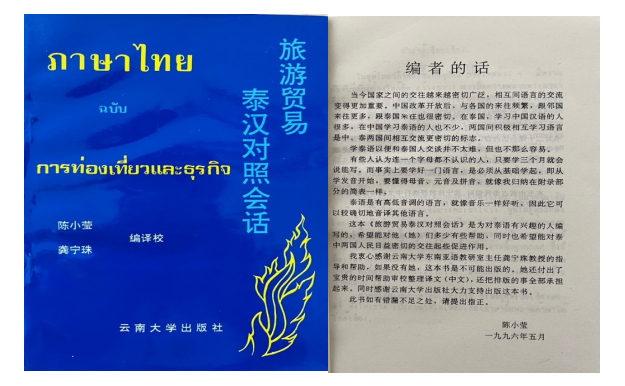 ภาษาไทย
ฉบับ
การท่องเที่ยวและธุรกิจ
旅游贸易
泰汉对照会话
陈小莹
龚宁珠
编译校
云南大学出版社
编者的话
当今国家之间的交往越来越密切广泛，相互间语言的交流
变得更加重要。中国改革开放后，与各国的来往频繁，跟邻国
来往更多，跟泰国来往也很密切。在泰国，学习中国汉语的人
很多，在中国学习泰语的人也不少。两国间积极相互学习语言
是中、泰两国间相互交流更密切的标志。
学泰语以便和泰国人交谈并不太难，但也不那么容易。
有些人认为连一个字母都不认识的人，只要学三个月就会
说能写，而事实上要学好一门语言，是必须从基础学起，即从
学发音开始，要懂得母音、元音及拼音，就像我归纳在附录部
分的简表一样。
泰语是有高低音调的语言，就像音乐一样好听，因此它可
以较确切地音译其他语言。
这本《旅游贸易泰汉对照会话》是为对泰语有兴趣的人编
写的，希望能对他（她）们多少有些帮助，同时也希望能对泰
中两国人民日益密切的交往起些促进作用。
我衷心感谢云南大学东南亚语教研室主任龚宁珠教授的指
导和帮助，如果没有她，这本书是不可能出版的。她还付出了
宝贵的时间帮助审校整理译文（中文），还把排版的事全部承担
起来，同时感谢云南大学出版社大力支持出版这本书。
此书如有错漏不足之处，请提出指正。
陈小莹
一九九六年五月